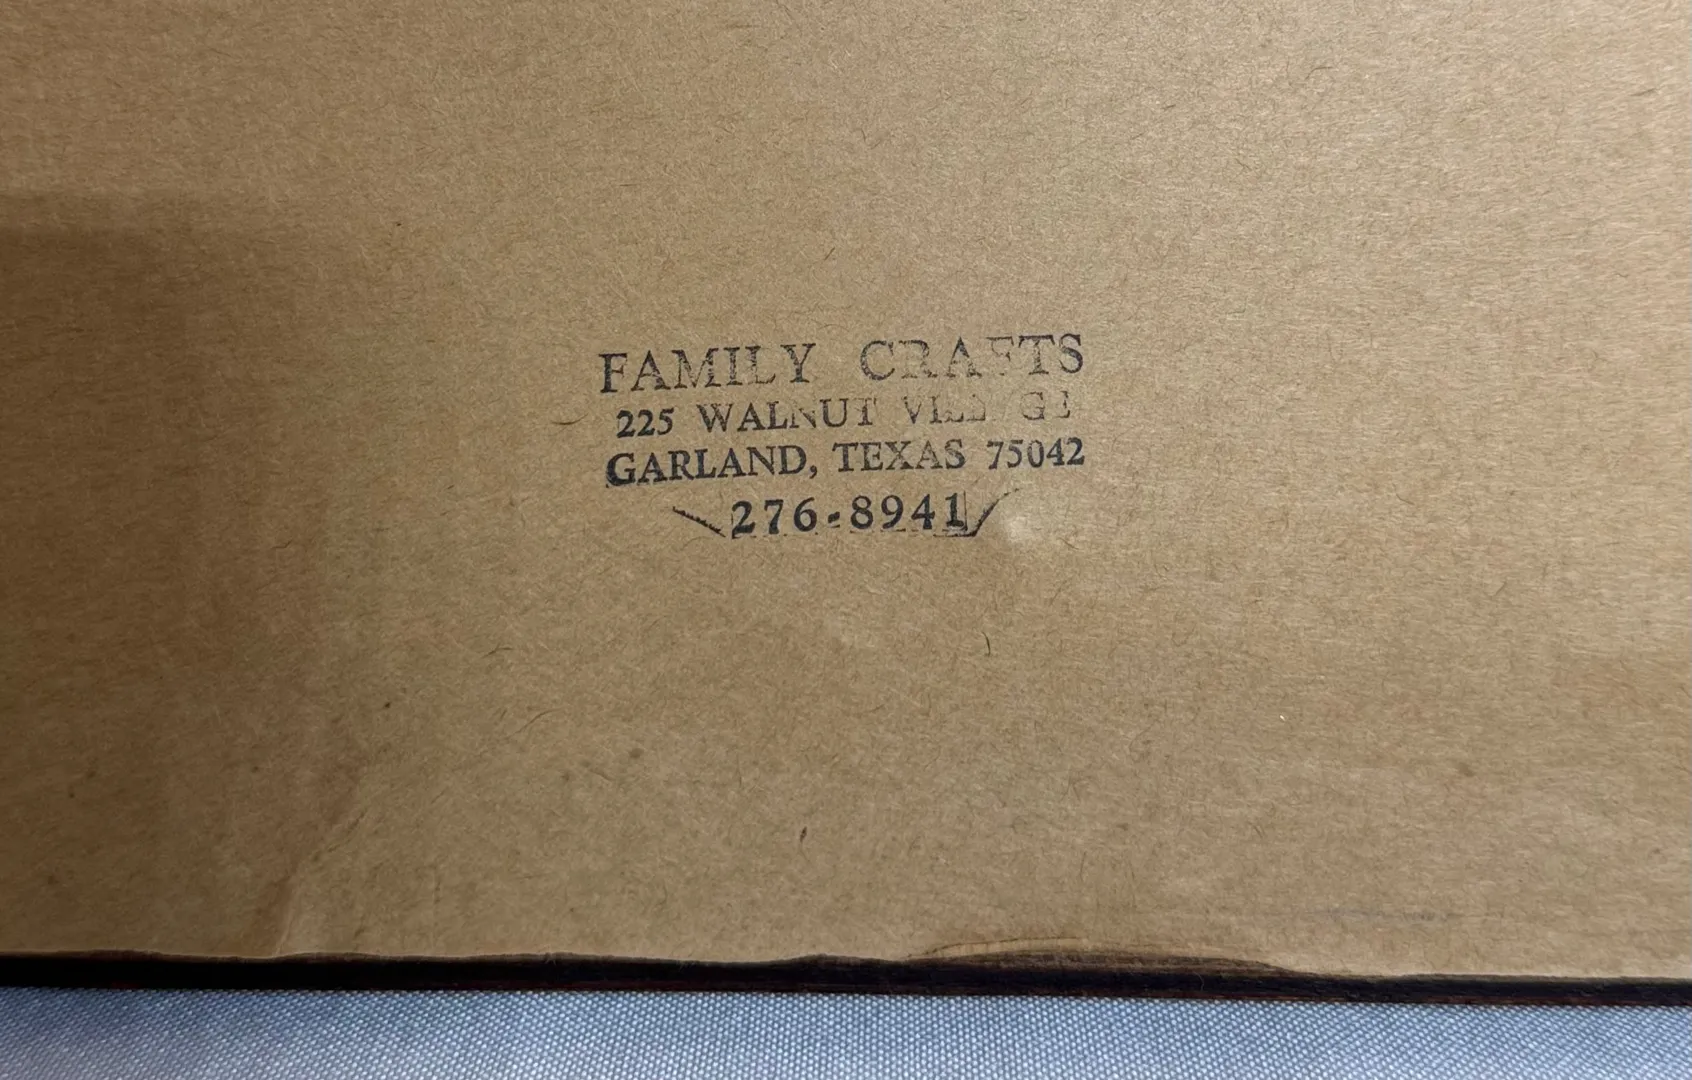 FAMILY CRAFTS
225 WALNUT VILLAGE
GARLAND, TEXAS 75042
276-8941